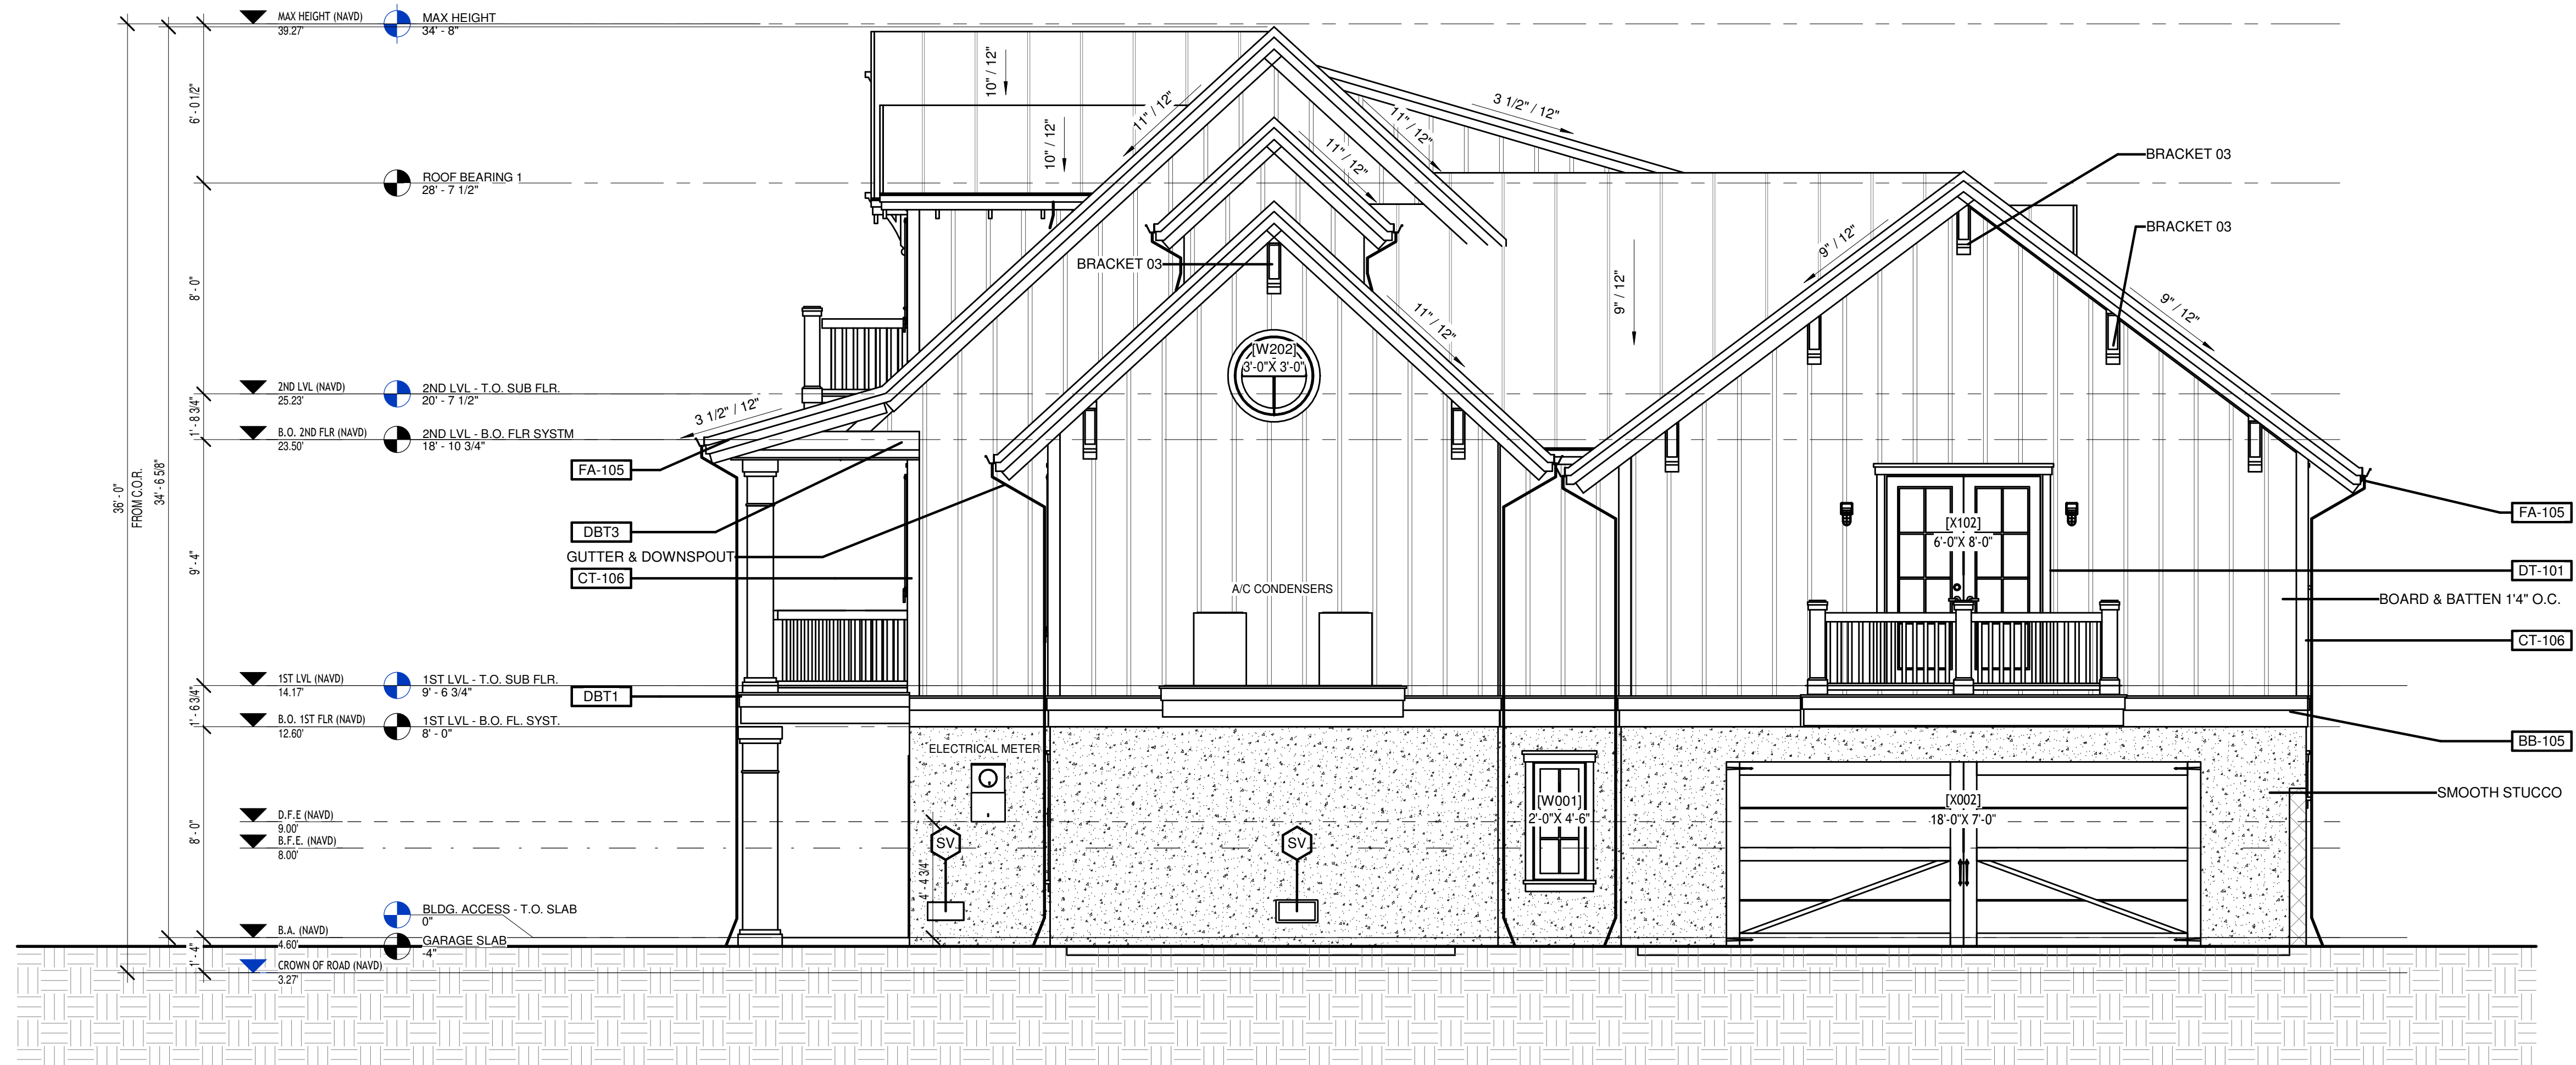 MAX HEIGHT (NAVD)
39.27'
MAX HEIGHT
34' - 8"
ROOF BEARING 1
28' - 7 1/2"
2ND LVL (NAVD)
25.23'
2ND LVL - T.O. SUB FLR.
20' - 7 1/2"
B.O. 2ND FLR (NAVD)
23.50'
2ND LVL - B.O. FLR SYSTM
18' - 10 3/4"
1ST LVL (NAVD)
14.17'
1ST LVL - T.O. SUB FLR.
9' - 6 3/4"
B.O. 1ST FLR (NAVD)
12.60'
1ST LVL - B.O. FL. SYST.
8' - 0"
D.F.E (NAVD)
9.00'
B.F.E. (NAVD)
8.00'
BLDG. ACCESS - T.O. SLAB
0"
B.A. (NAVD)
4.60'
GARAGE SLAB
-4"
CROWN OF ROAD (NAVD)
3.27'
36' - 0"
FROM C.O.R.
34' - 6 5/8"
6' - 0 1/2"
8' - 0"
1' - 8 3/4"
9' - 4"
1' - 6 3/4"
8' - 0"
1' - 4"
10" / 12"
10" / 12"
11" / 12"
11" / 12"
11" / 12"
11" / 12"
3 1/2" / 12"
3 1/2" / 12"
9" / 12"
9" / 12"
9" / 12"
BRACKET 03
BRACKET 03
BRACKET 03
[W202]
3'-0"X 3'-0"
FA-105
DBT3
GUTTER & DOWNSPOUT
CT-106
DBT1
A/C CONDENSERS
[X102]
6'-0"X 8'-0"
FA-105
DT-101
BOARD & BATTEN 1'4" O.C.
CT-106
BB-105
SMOOTH STUCCO
ELECTRICAL METER
SV
4' - 4 3/4"
SV
[W001]
2'-0"X 4'-6"
[X002]
18'-0"X 7'-0"